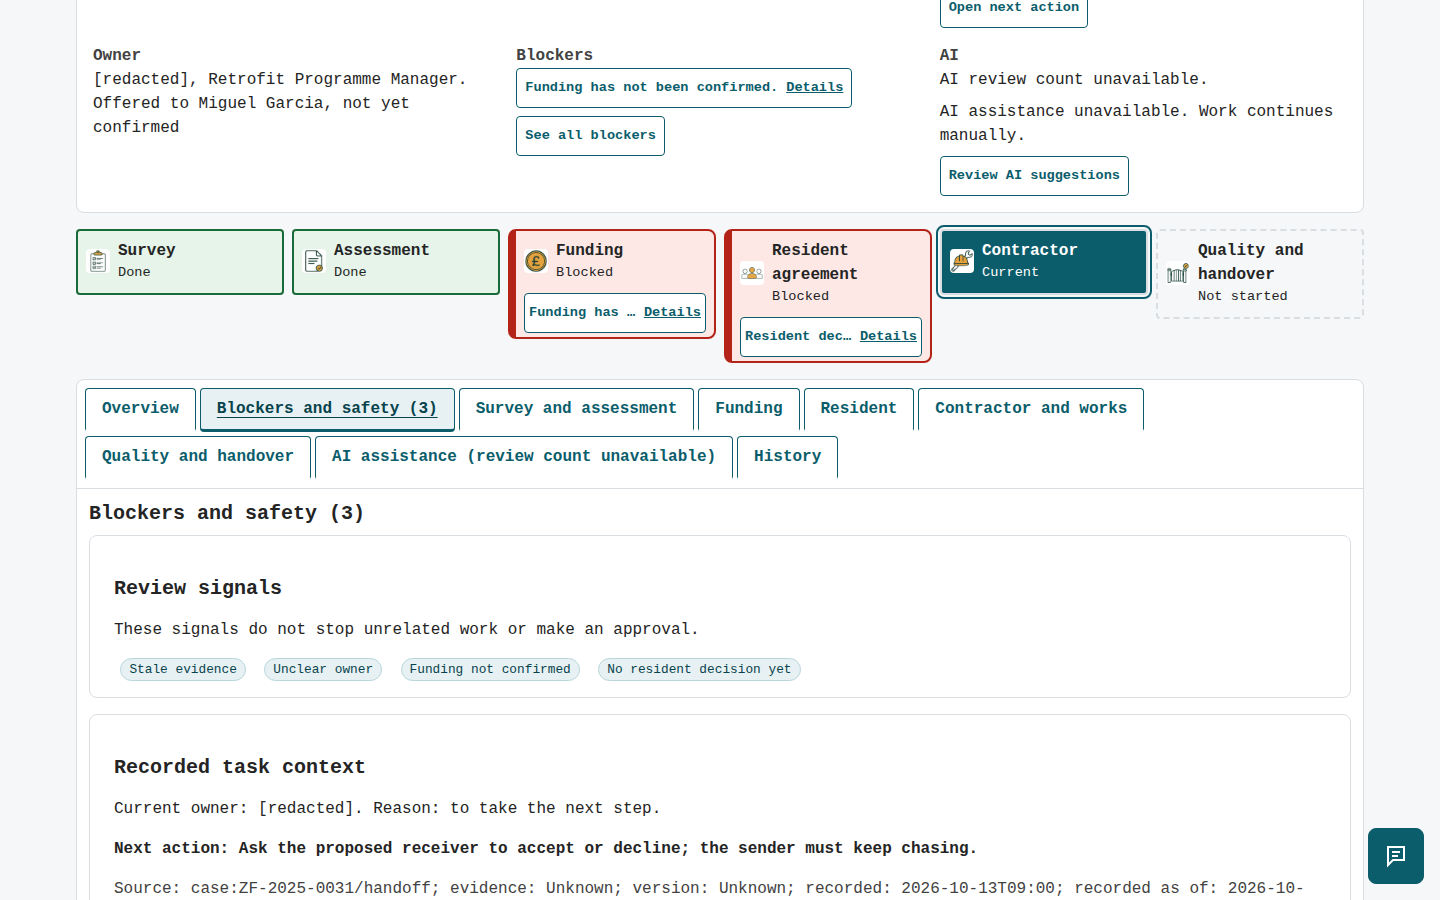 Open next action
Owner
[redacted], Retrofit Programme Manager.
Offered to Miguel Garcia, not yet
confirmed
Blockers
Funding has not been confirmed. Details
See all blockers
AI
AI review count unavailable.
AI assistance unavailable. Work continues
manually.
Review AI suggestions
Survey
Done
Assessment
Done
Funding
Blocked
Funding has … Details
Resident
agreement
Blocked
Resident dec… Details
Contractor
Current
Quality and
handover
Not started
Overview
Blockers and safety (3)
Survey and assessment
Funding
Resident
Contractor and works
Quality and handover
AI assistance (review count unavailable)
History
Blockers and safety (3)
Review signals
These signals do not stop unrelated work or make an approval.
Stale evidence
Unclear owner
Funding not confirmed
No resident decision yet
Recorded task context
Current owner: [redacted]. Reason: to take the next step.
Next action: Ask the proposed receiver to accept or decline; the sender must keep chasing.
Source: case:ZF-2025-0031/handoff; evidence: Unknown; version: Unknown; recorded: 2026-10-13T09:00; recorded as of: 2026-10-